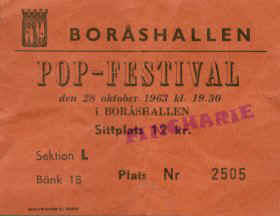 BORÅSHALLEN
POP-FESTIVAL
den 28 oktober 1963 kl. 19.30
i BORÅSHALLEN
Sittplats 12 kr.
Sektion L
Bänk 15 Plats Nr 2505